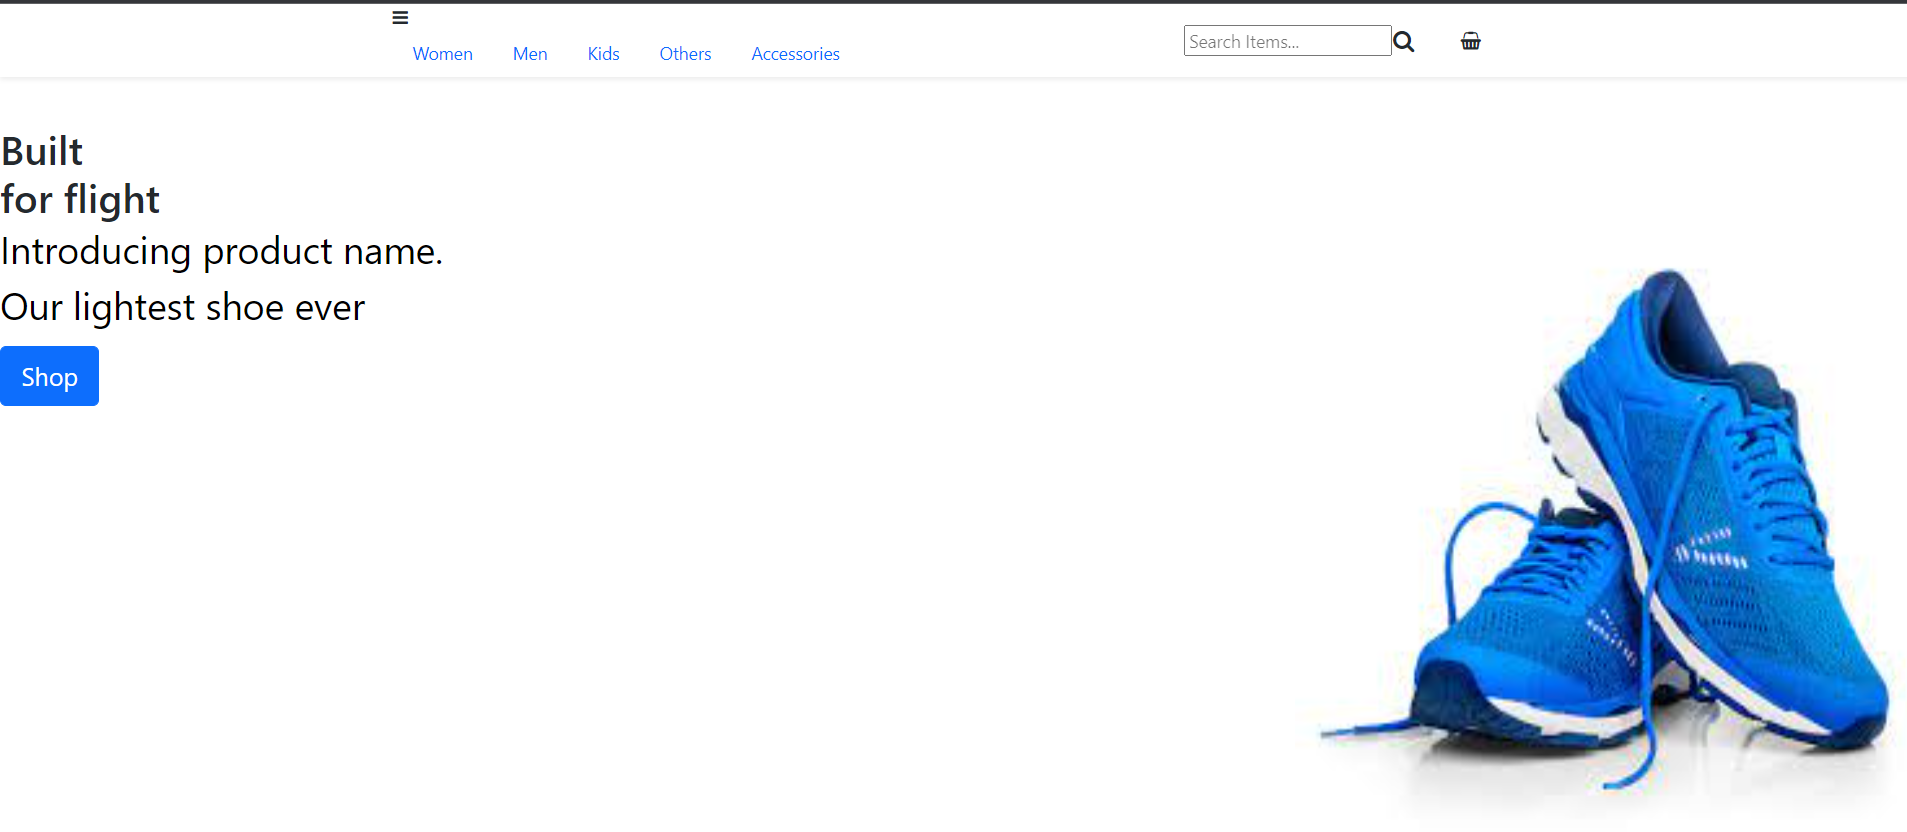 Women Men Kids Others Accessories
Search Items...
Built
for flight
Introducing product name.
Our lightest shoe ever
Shop